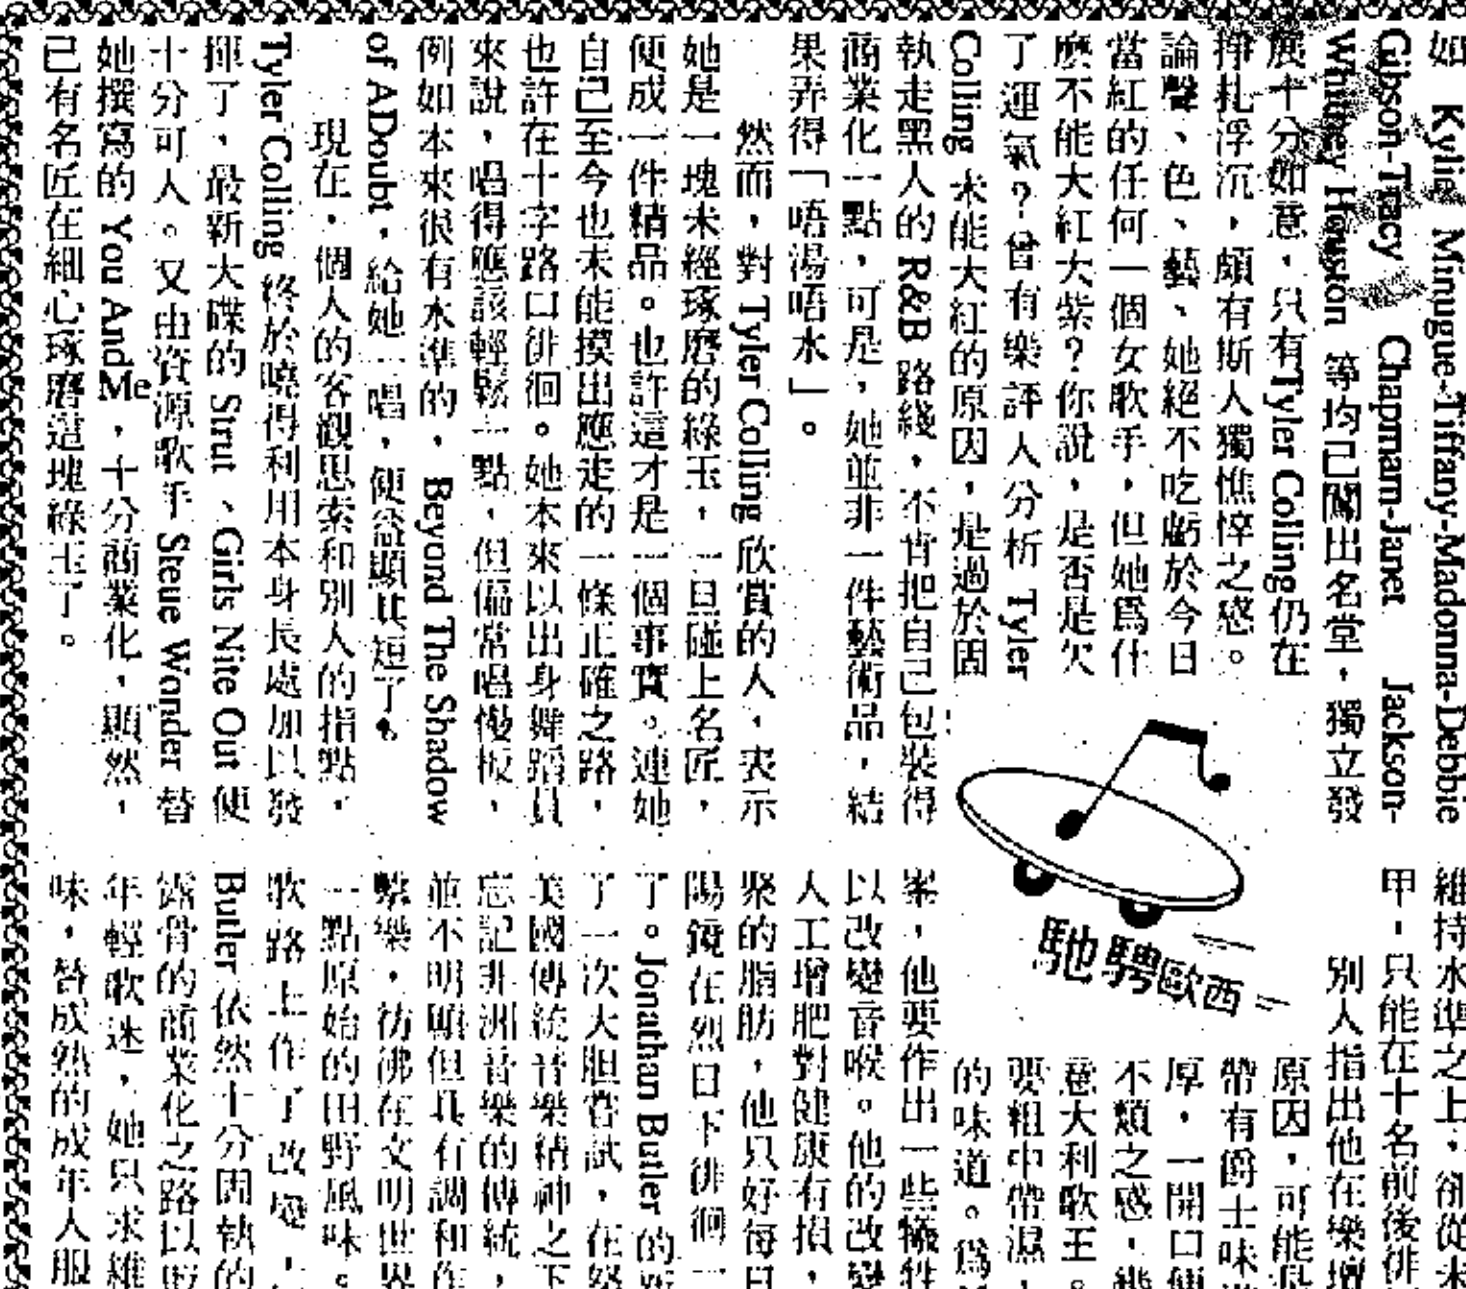 如 Kylie Minugue-Tiffany-Madonna-Debbie
Gibson-Tracy Chapmam-Janet Jackson-
Whitney Houston 等均已闖出名堂，獨立發
展十分如意，只有Tyler Colling仍在
掙扎浮沉，頗有斯人獨憔悴之感。
論聲、色、藝、她絕不吃虧於今日
當紅的任何一個女歌手，但她爲什
麽不能大紅大紫？你說，是否是欠
了運氣？曾有樂評人分析 Tyler
Colling 未能大紅的原因，是過於固
執走黑人的 R&B 路綫，不肯把自己包裝得
商業化一點，可是，她並非一件藝術品，結
果弄得「唔湯唔水」。
然而，對 Tyler Colling 欣賞的人，表示
她是一塊未經琢磨的綠玉，一旦碰上名匠，
便成一件精品。也許這才是一個事實。連她
自己至今也未能摸出應走的一條正確之路，
也許在十字路口徘徊。她本來以出身舞蹈員
來說，唱得應該輕鬆一點，但偏常唱慢板，
例如本來很有水準的，Beyond The Shadow
of ADoubt，給她一唱，便益顯其短了。
現在，個人的客觀思索和別人的指點，
Tyler Colling 終於曉得利用本身長處加以發
揮了，最新大碟的 Strut、Girls Nite Out 便
十分可人。又由資源歌手 Steue Wonder 替
她撰寫的 You And Me，十分商業化，顯然，
已有名匠在細心琢磨這塊綠玉了。
馳騁歐西
維持水準之上，卻從未
甲，只能在十名前後徘
別人指出他在樂壇
原因，可能是
帶有爵士味道
厚，一開口便
不類之感，幾
意大利歌王。
要粗中帶濕，
的味道。爲
案，他要作出一些犧牲
以改變音喉。他的改變
人工增肥對健康有損，
聚的脂肪，他只好每日
陽鏡在烈日下徘徊一
了。Jonathan Butler 的
了一次大胆嘗試，在
美國傳統音樂精神之下
忘記非洲音樂的傳統，
並不明顯但具有調和作
繫樂，彷彿在文明世界
一點原始的田野風味。
歌路上作了改變，
Butler 依然十分固執的
露骨的商業化之路以
年輕歌迷，她只求維
味，替成熟的成年人服